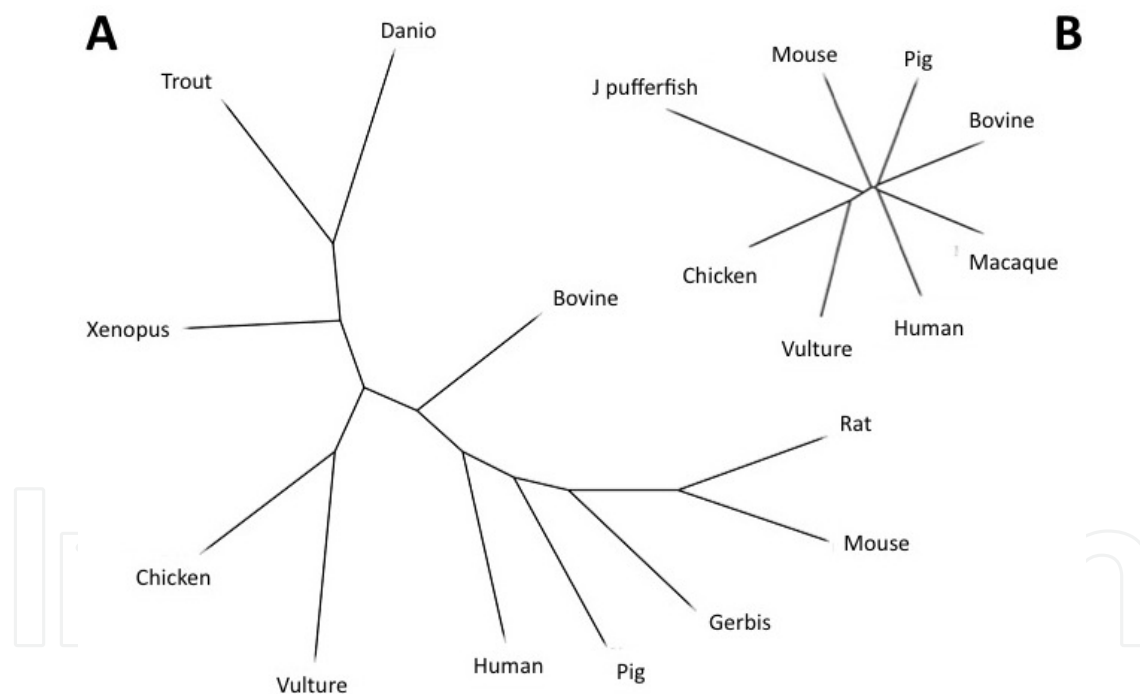 A
Danio
Trout
Xenopus
Bovine
Rat
Mouse
Gerbis
Pig
Human
Vulture
Chicken
B
Mouse
Pig
J pufferfish
Bovine
Macaque
Human
Vulture
Chicken